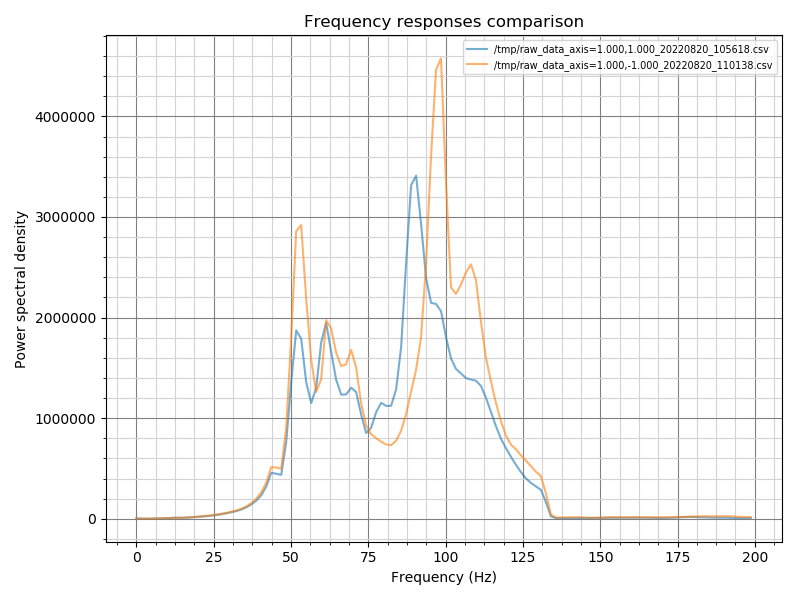 Frequency responses comparison
/tmp/raw_data_axis=1.000,1.000_20220820_105618.csv
/tmp/raw_data_axis=1.000,-1.000_20220820_110138.csv
Power spectral density
4000000
3000000
2000000
1000000
0
0 25 50 75 100 125 150 175 200
Frequency (Hz)